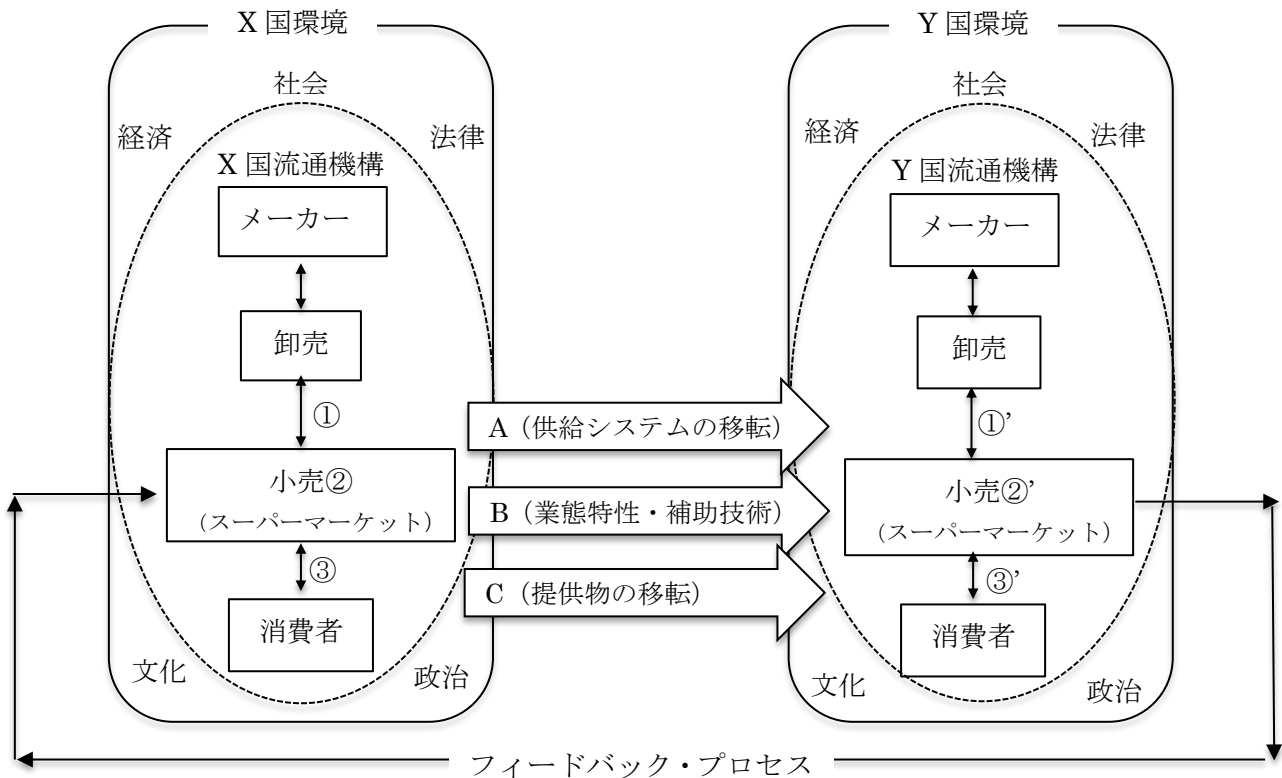 X 国環境
社会
経済
法律
X 国流通機構
メーカー
卸売
①
小売②
（スーパーマーケット）
③
消費者
文化
政治
A（供給システムの移転）
B（業態特性・補助技術）
C（提供物の移転）
Y 国環境
社会
経済
法律
Y 国流通機構
メーカー
卸売
①’
小売②’
（スーパーマーケット）
③’
消費者
文化
政治
フィードバック・プロセス